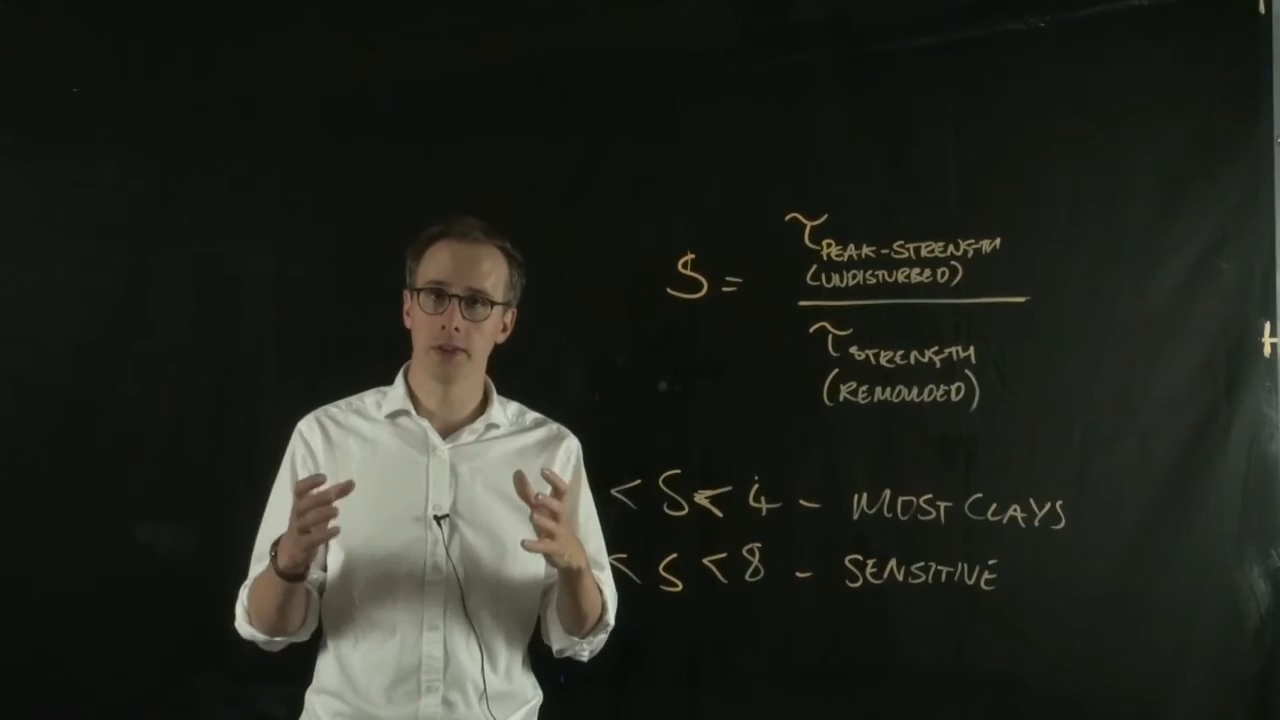 S = τ PEAK-STRENGTH
(UNDISTURBED)
τ STRENGTH
(REMOULDED)
< S < 4 - MOST CLAYS
< S < 8 - SENSITIVE